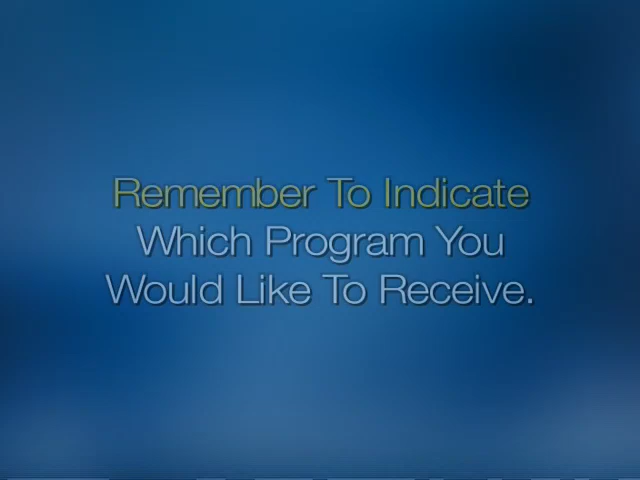 Remember To Indicate
Which Program You
Would Like To Receive.